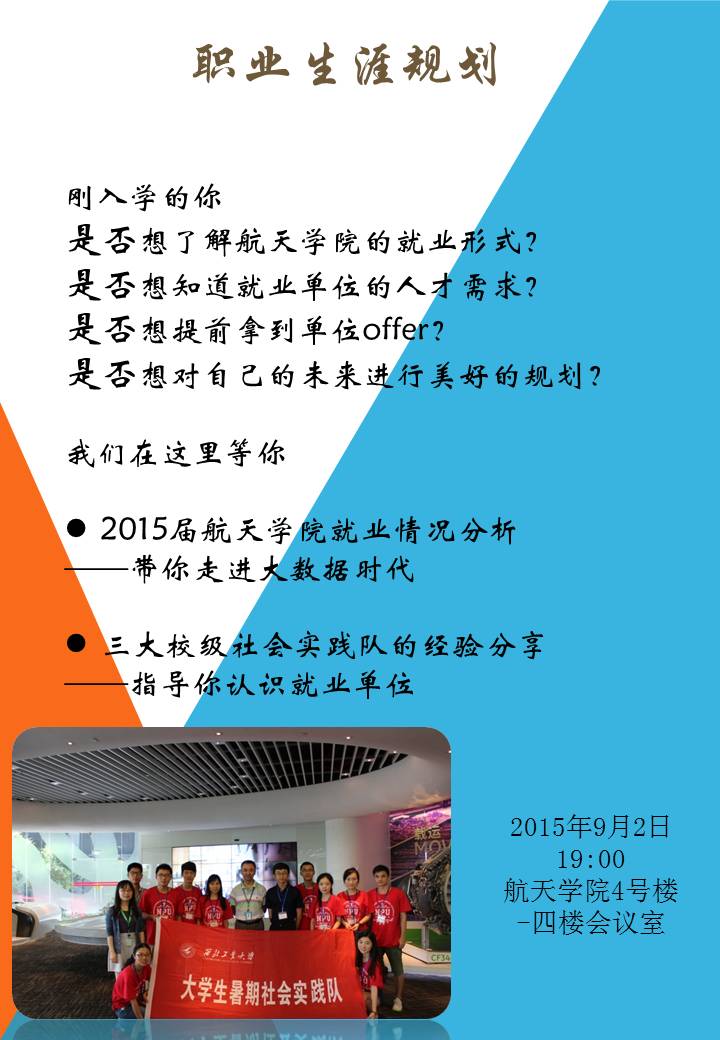 职业生涯规划
刚入学的你
是否想了解航天学院的就业形式？
是否想知道就业单位的人才需求？
是否想提前拿到单位offer？
是否想对自己的未来进行美好的规划？
我们在这里等你
● 2015届航天学院就业情况分析
——带你走进大数据时代
● 三大校级社会实践队的经验分享
——指导你认识就业单位
2015年9月2日
19:00
航天学院4号楼
-四楼会议室
载运
MOV
CF34
NPU
西北工业大学
大学生暑期社会实践队